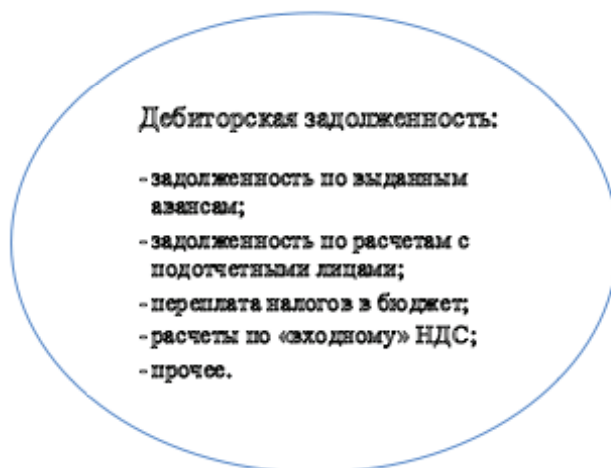 Дебиторская задолженность:
- задолженность по выданным
авансам;
- задолженность по расчетам с
подотчетными лицами;
- переплата налогов в бюджет;
- расчеты по «входному» НДС;
- прочее.